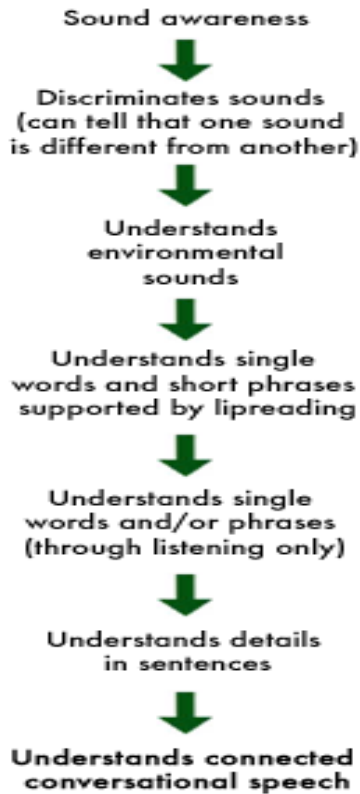 Sound awareness
Discriminates sounds
(can tell that one sound
is different from another)
Understands
environmental
sounds
Understands single
words and short phrases
supported by lipreading
Understands single
words and/or phrases
(through listening only)
Understands details
in sentences
Understands connected
conversational speech